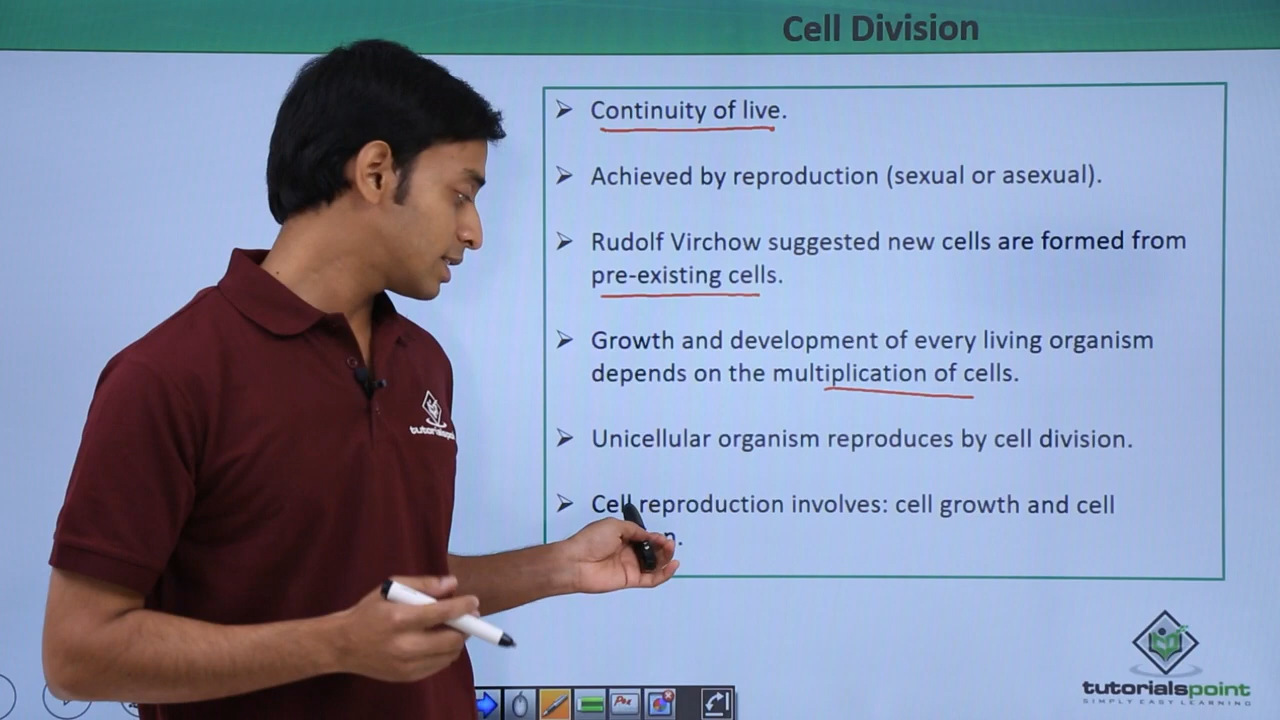 Cell Division
➢ Continuity of live.
➢ Achieved by reproduction (sexual or asexual).
➢ Rudolf Virchow suggested new cells are formed from
pre-existing cells.
➢ Growth and development of every living organism
depends on the multiplication of cells.
➢ Unicellular organism reproduces by cell division.
➢ Cell reproduction involves: cell growth and cell
tutorialspoint
tutorialspoint
SIMPLY EASY LEARNING